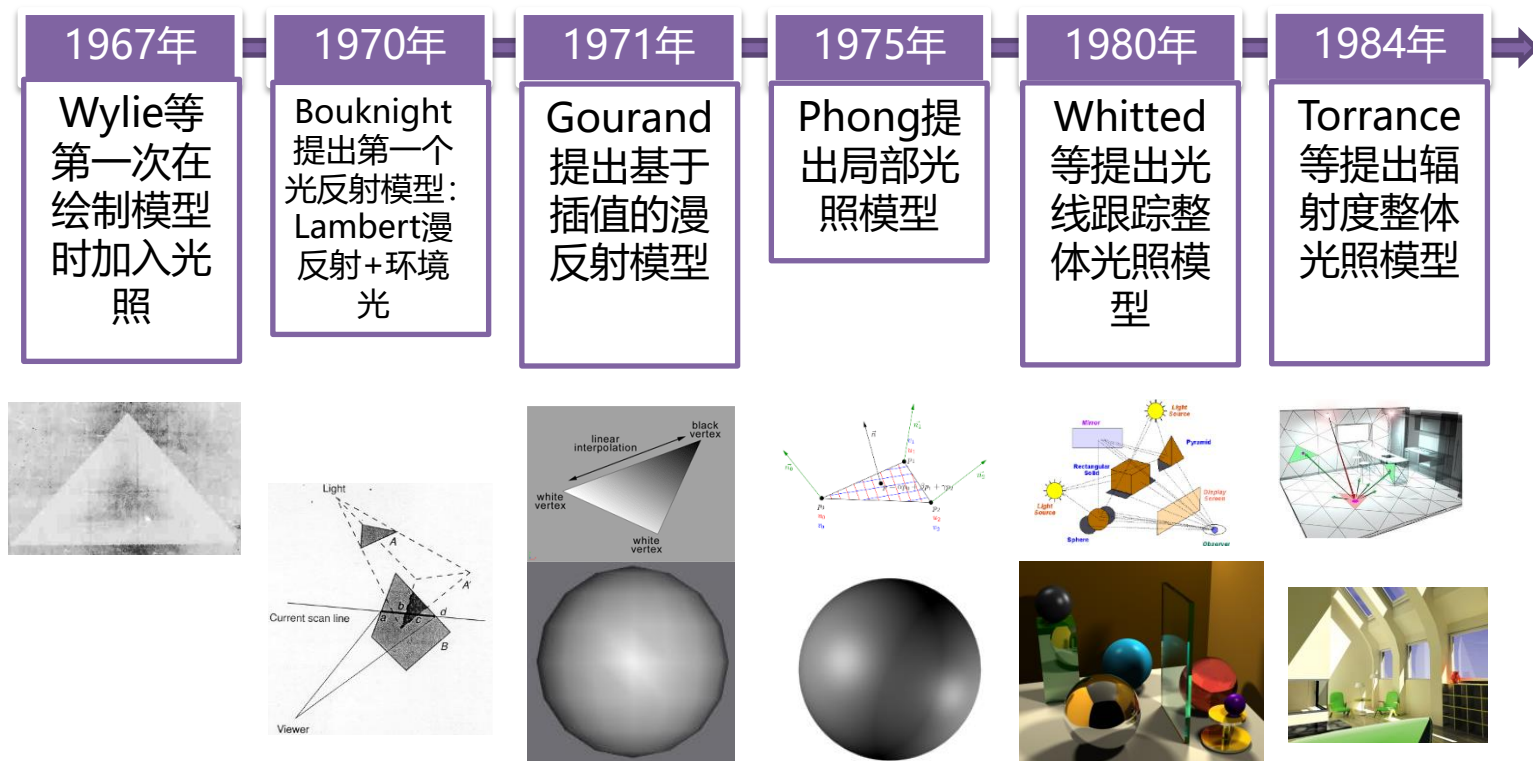 1967年
Wylie等
第一次在
绘制模型
时加入光
照
1970年
Bouknight
提出第一个
光反射模型：
Lambert漫
反射+环境
光
1971年
Gourand
提出基于
插值的漫
反射模型
1975年
Phong提
出局部光
照模型
1980年
Whitted
等提出光
线跟踪整
体光照模
型
1984年
Torrance
等提出辐
射度整体
光照模型
Light
A
A'
Current scan line
a
b
c
d
B
Viewer
linear
interpolation
black
vertex
white
vertex
white
vertex
Light
Source
Mirror
Pyramid
Rectangular
Solid
Display
Screen
Light
Source
Sphere
Observer